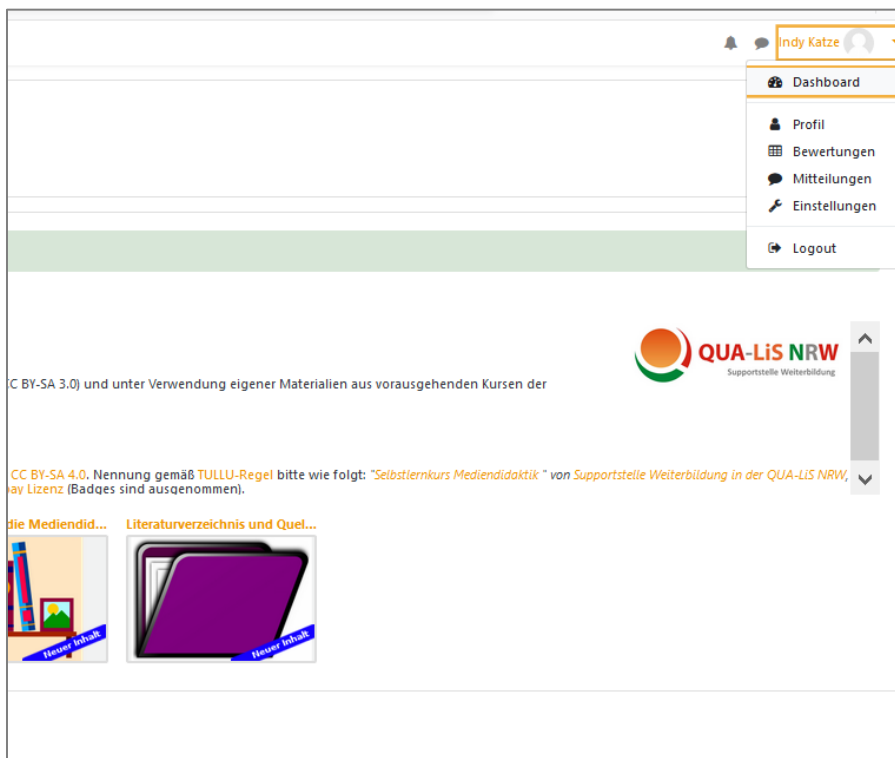 Indy Katze
Dashboard
Profil
Bewertungen
Mitteilungen
Einstellungen
Logout
QUA-LiS NRW
Supportstelle Weiterbildung
CC BY-SA 3.0) und unter Verwendung eigener Materialien aus vorausgehenden Kursen der
CC BY-SA 4.0. Nennung gemäß TULLU-Regel bitte wie folgt: "Selbstlernkurs Mediendidaktik " von Supportstelle Weiterbildung in der QUA-LiS NRW,
Lizenz (Badges sind ausgenommen).
die Mediendid... Literaturverzeichnis und Quel...
Neuer Inhalt Neuer Inhalt